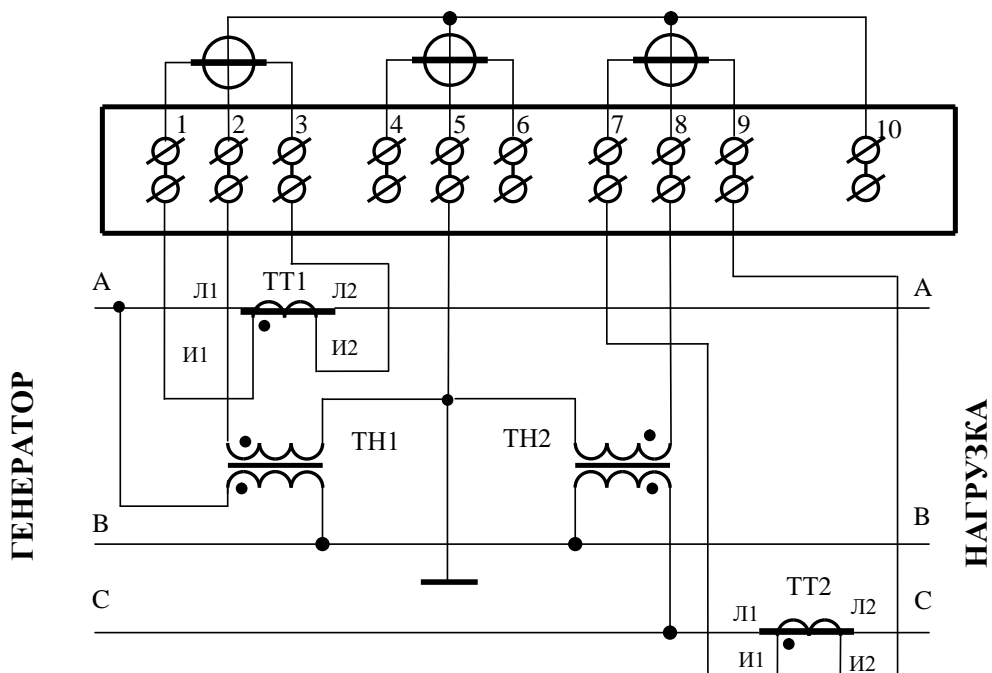 1 2 3 4 5 6 7 8 9 10
А ТТ1 А
Л1 Л2
И1 И2
ГЕНЕРАТОР
НАГРУЗКА
ТН1 ТН2
В В
С С
ТТ2
Л1 Л2
И1 И2